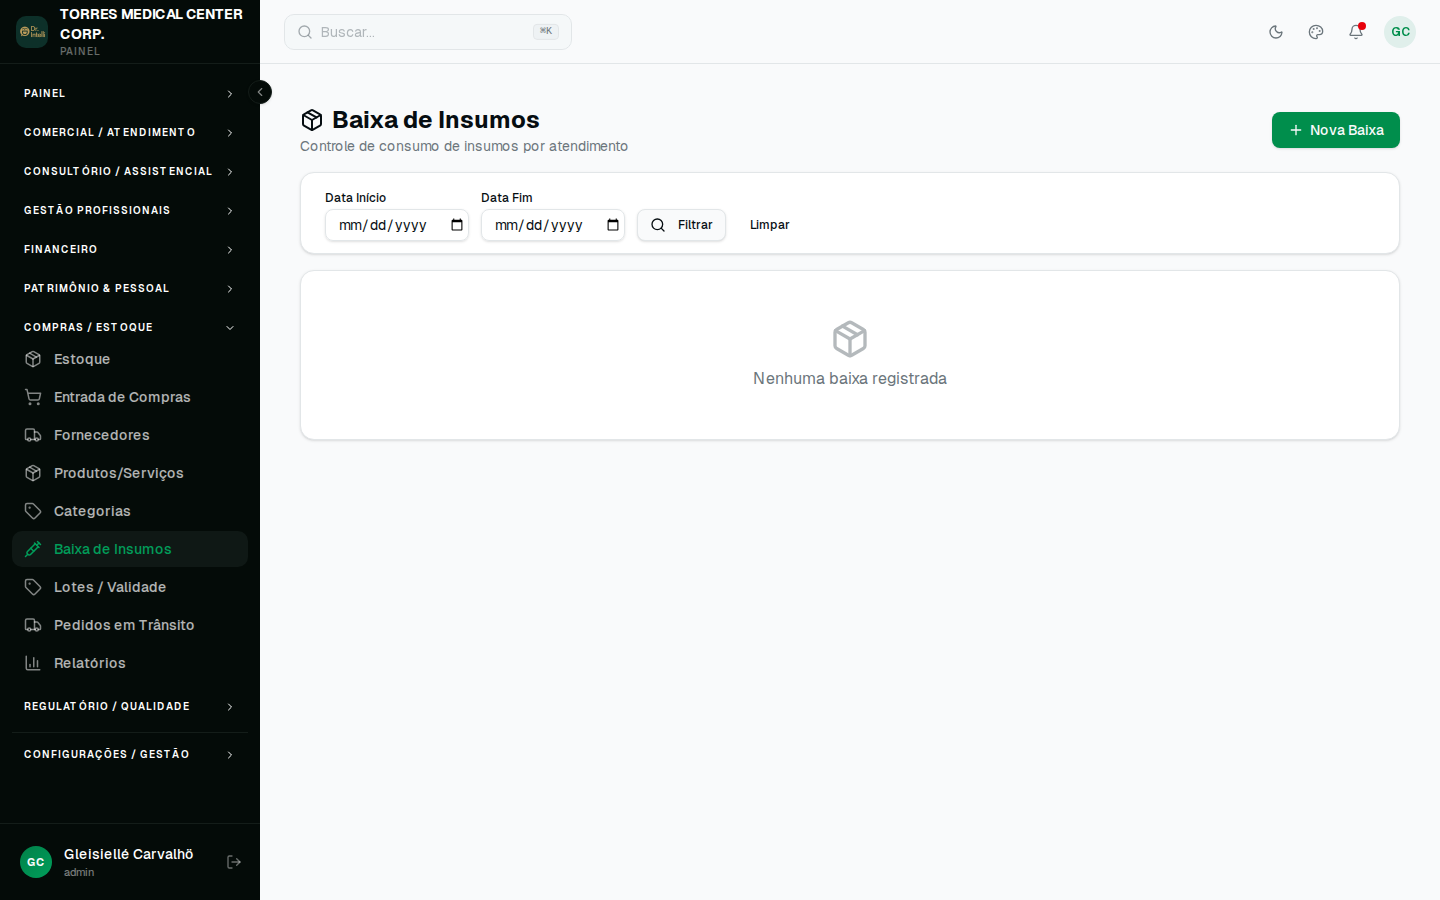 Dr.
Intelli
TORRES MEDICAL CENTER
CORP.
PAINEL
PAINEL
COMERCIAL / ATENDIMENTO
CONSULTÓRIO / ASSISTENCIAL
GESTÃO PROFISSIONAIS
FINANCEIRO
PATRIMÔNIO & PESSOAL
COMPRAS / ESTOQUE
Estoque
Entrada de Compras
Fornecedores
Produtos/Serviços
Categorias
Baixa de Insumos
Lotes / Validade
Pedidos em Trânsito
Relatórios
REGULATÓRIO / QUALIDADE
CONFIGURAÇÕES / GESTÃO
GC
Gleisiellé Carvalhö
admin
Buscar...
⌘K
GC
Baixa de Insumos
Controle de consumo de insumos por atendimento
Nova Baixa
Data Início
Data Fim
mm/dd/yyyy
mm/dd/yyyy
Filtrar
Limpar
Nenhuma baixa registrada